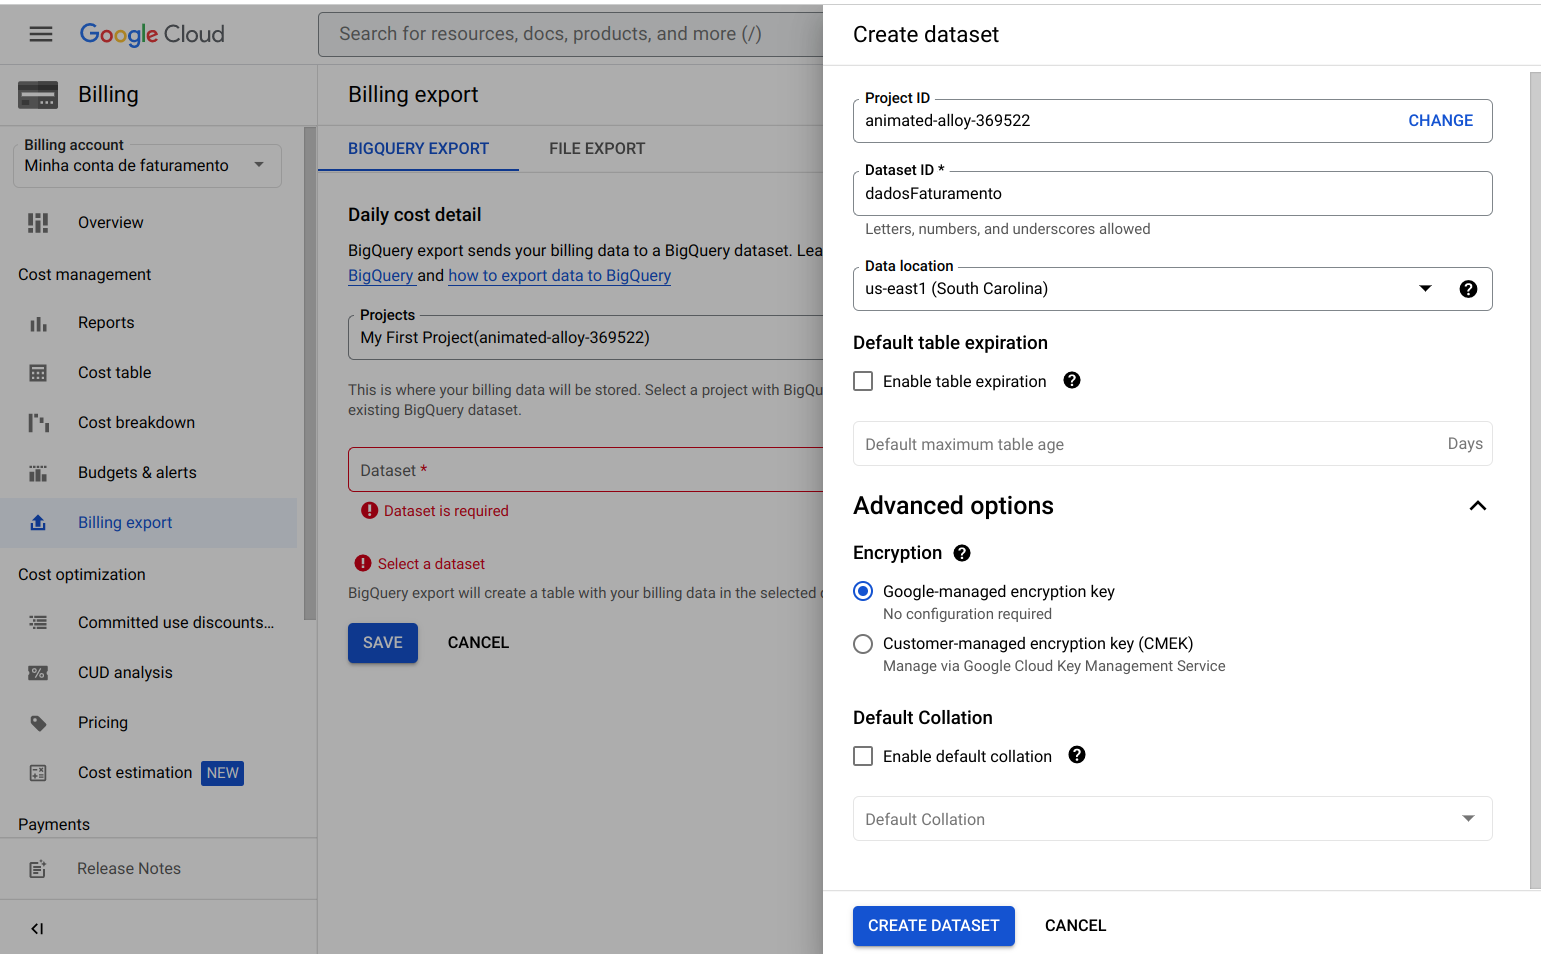 Google Cloud
Search for resources, docs, products, and more (/)
Billing
Billing account
Minha conta de faturamento
Overview
Cost management
Reports
Cost table
Cost breakdown
Budgets & alerts
Billing export
Cost optimization
Committed use discounts...
CUD analysis
Pricing
Cost estimation NEW
Payments
Release Notes
Billing export
BIGQUERY EXPORT
FILE EXPORT
Daily cost detail
BigQuery export sends your billing data to a BigQuery dataset. Lea
BigQuery and how to export data to BigQuery
Projects
My First Project(animated-alloy-369522)
This is where your billing data will be stored. Select a project with BigQu
existing BigQuery dataset.
Dataset *
Dataset is required
Select a dataset
BigQuery export will create a table with your billing data in the selected
SAVE
CANCEL
Create dataset
Project ID
animated-alloy-369522
CHANGE
Dataset ID *
dadosFaturamento
Letters, numbers, and underscores allowed
Data location
us-east1 (South Carolina)
Default table expiration
Enable table expiration
Default maximum table age
Days
Advanced options
Encryption
Google-managed encryption key
No configuration required
Customer-managed encryption key (CMEK)
Manage via Google Cloud Key Management Service
Default Collation
Enable default collation
Default Collation
CREATE DATASET
CANCEL